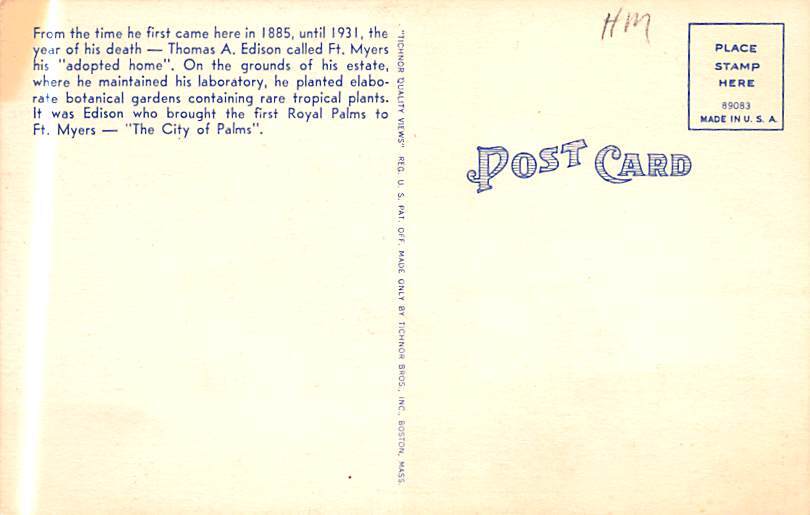 From the time he first came here in 1885, until 1931, the
year of his death — Thomas A. Edison called Ft. Myers
his "adopted home". On the grounds of his estate,
where he maintained his laboratory, he planted elabo-
rate botanical gardens containing rare tropical plants.
It was Edison who brought the first Royal Palms to
Ft. Myers — "The City of Palms".
"TICHNOR QUALITY VIEWS" REG. U. S. PAT. OFF. MADE ONLY BY TICHNOR BROS., INC., BOSTON, MASS.
HM
POST CARD
PLACE
STAMP
HERE
89083
MADE IN U. S. A.